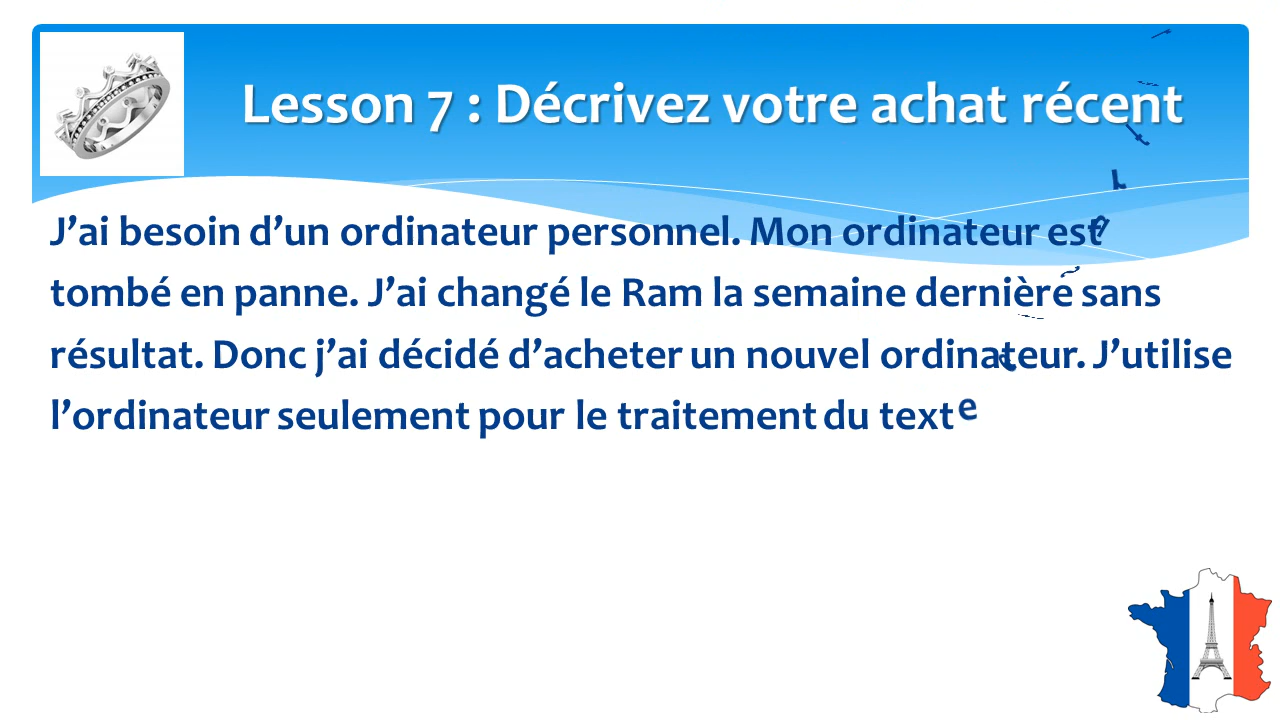 Lesson 7 : Décrivez votre achat récent
J’ai besoin d’un ordinateur personnel. Mon ordinateur est
tombé en panne. J’ai changé le Ram la semaine dernière sans
résultat. Donc j’ai décidé d’acheter un nouvel ordinateur. J’utilise
l’ordinateur seulement pour le traitement du texte